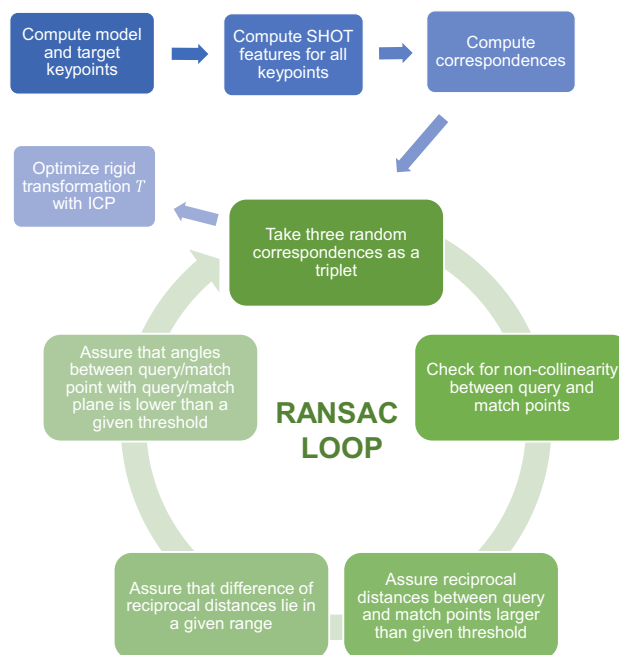 Compute model
and target
keypoints
Compute SHOT
features for all
keypoints
Compute
correspondences
Optimize rigid
transformation T
with ICP
Take three random
correspondences as a
triplet
Assure that angles
between query/match
point with query/match
plane is lower than a
given threshold
Check for non-collinearity
between query and
match points
RANSAC
LOOP
Assure that difference of
reciprocal distances lie in
a given range
Assure reciprocal
distances between query
and match points larger
than given threshold